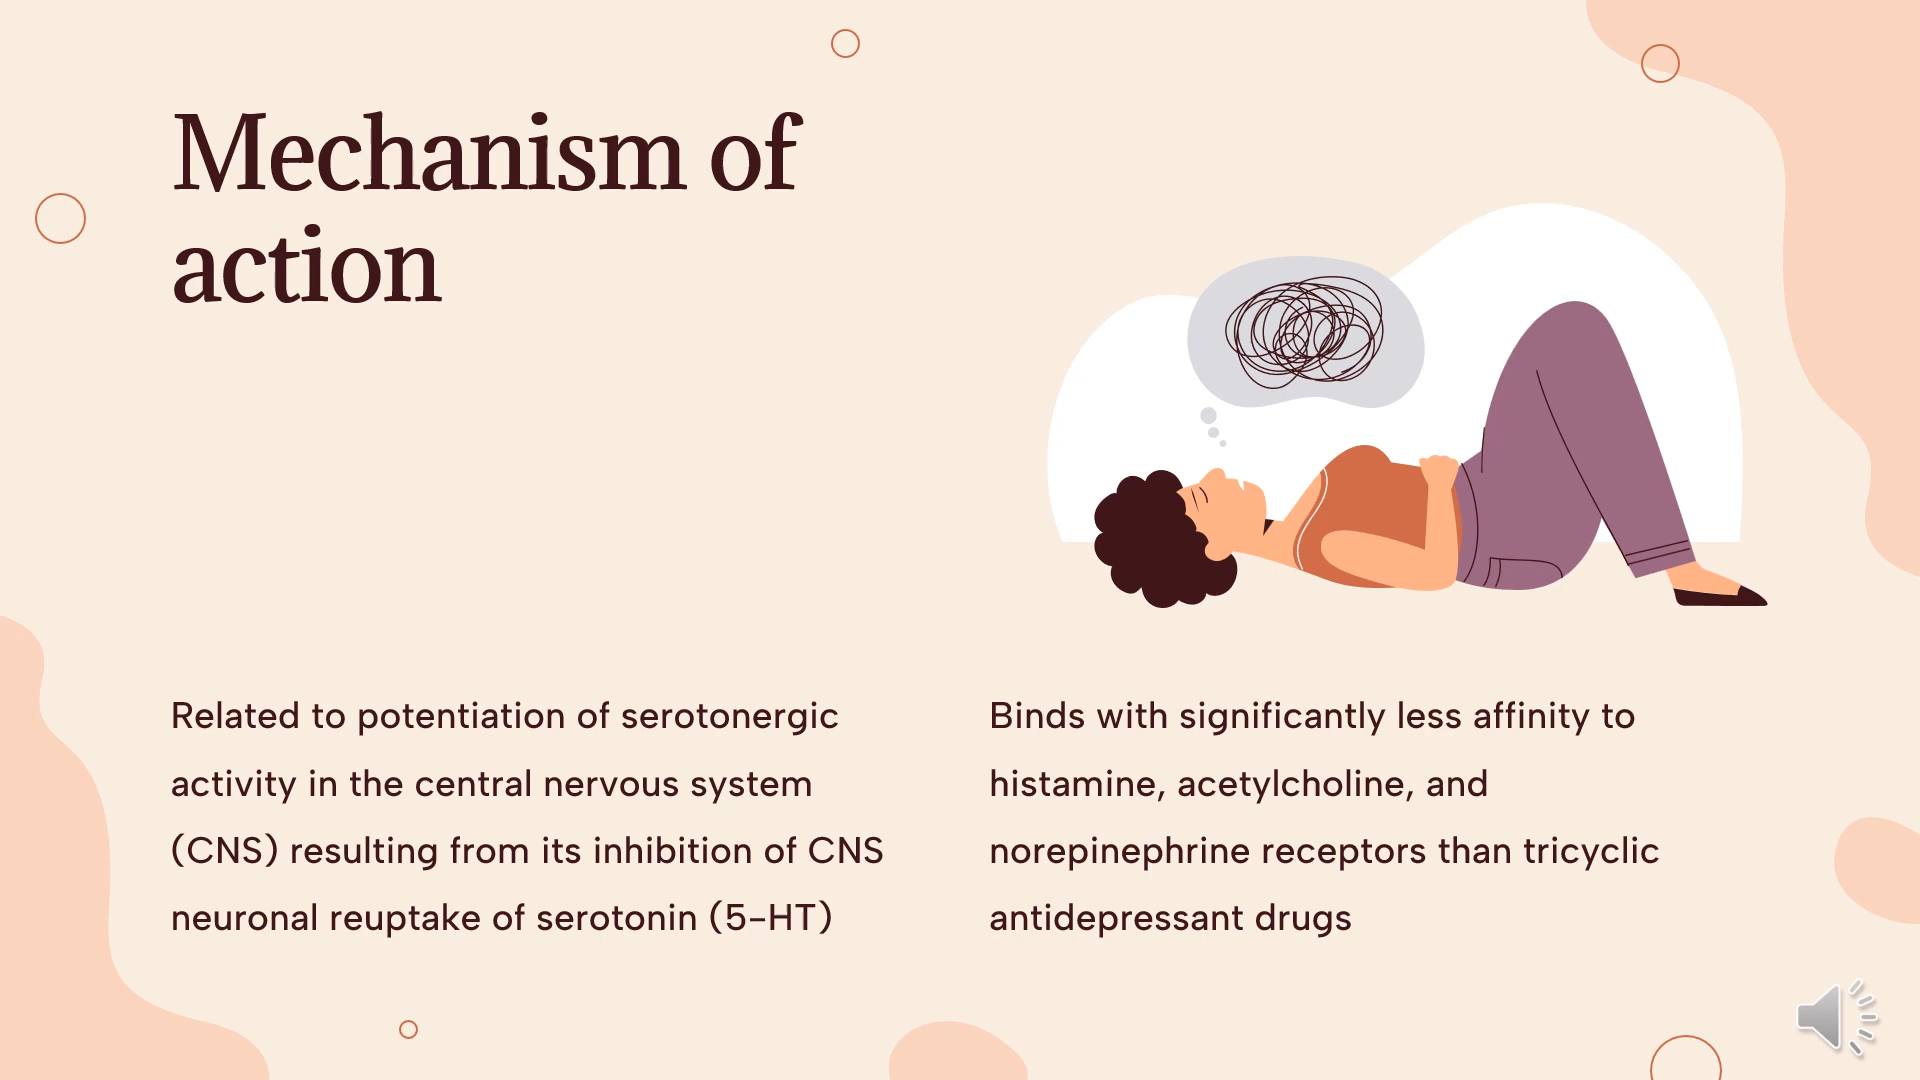 Mechanism of
action
Related to potentiation of serotonergic
activity in the central nervous system
(CNS) resulting from its inhibition of CNS
neuronal reuptake of serotonin (5-HT)
Binds with significantly less affinity to
histamine, acetylcholine, and
norepinephrine receptors than tricyclic
antidepressant drugs